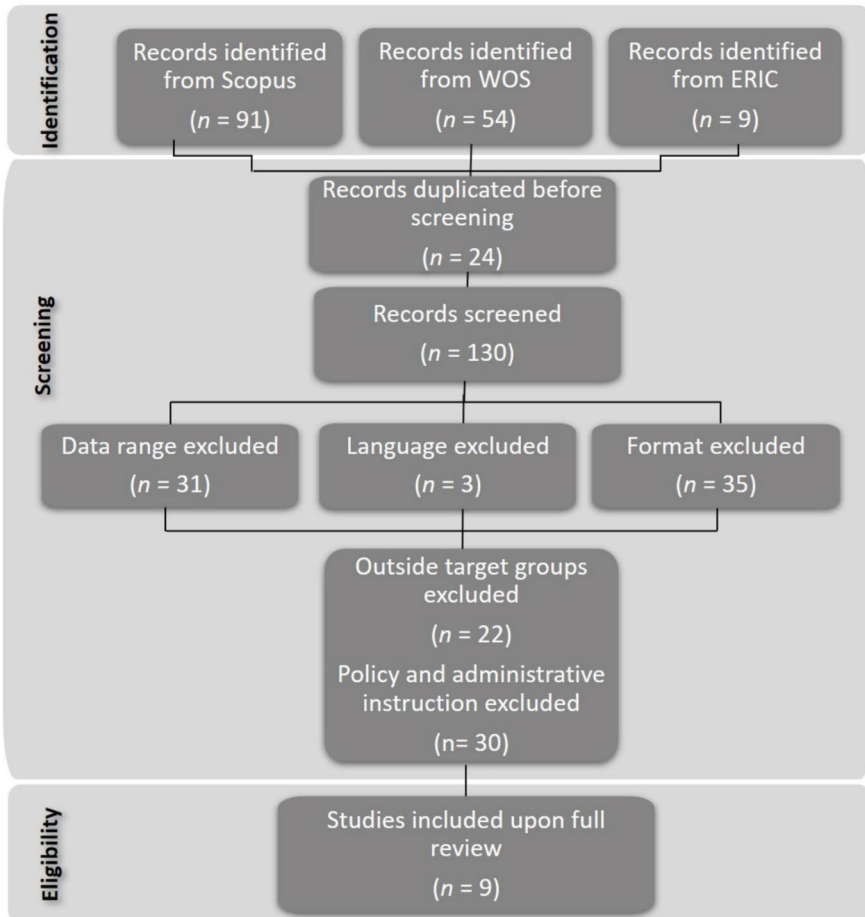 Identification
Records identified
from Scopus
(n = 91)
Records identified
from WOS
(n = 54)
Records identified
from ERIC
(n = 9)
Screening
Records duplicated before
screening
(n = 24)
Records screened
(n = 130)
Data range excluded
(n = 31)
Language excluded
(n = 3)
Format excluded
(n = 35)
Outside target groups
excluded
(n = 22)
Policy and administrative
instruction excluded
(n= 30)
Eligibility
Studies included upon full
review
(n = 9)